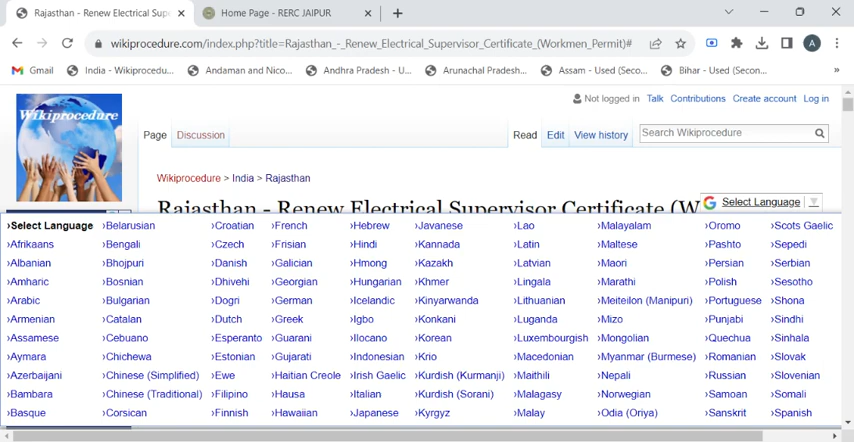 Rajasthan - Renew Electrical Supe
Home Page - RERC JAIPUR
wikiprocedure.com/index.php?title=Rajasthan_-_Renew_Electrical_Supervisor_Certificate_(Workmen_Permit)#
A
Gmail India - Wikiprocedu... Andaman and Nico... Andhra Pradesh - U... Arunachal Pradesh... Assam - Used (Seco... Bihar - Used (Secon... »
Wikiprocedure
Not logged in Talk Contributions Create account Log in
Page Discussion Read Edit View history Search Wikiprocedure
Wikiprocedure > India > Rajasthan
Rajasthan - Renew Electrical Supervisor Certificate (W
G Select Language ▼
›Select Language ›Belarusian ›Croatian ›French ›Hebrew ›Javanese ›Lao ›Malayalam ›Oromo ›Scots Gaelic
›Afrikaans ›Bengali ›Czech ›Frisian ›Hindi ›Kannada ›Latin ›Maltese ›Pashto ›Sepedi
›Albanian ›Bhojpuri ›Danish ›Galician ›Hmong ›Kazakh ›Latvian ›Maori ›Persian ›Serbian
›Amharic ›Bosnian ›Dhivehi ›Georgian ›Hungarian ›Khmer ›Lingala ›Marathi ›Polish ›Sesotho
›Arabic ›Bulgarian ›Dogri ›German ›Icelandic ›Kinyarwanda ›Lithuanian ›Meiteilon (Manipuri) ›Portuguese ›Shona
›Armenian ›Catalan ›Dutch ›Greek ›Igbo ›Konkani ›Luganda ›Mizo ›Punjabi ›Sindhi
›Assamese ›Cebuano ›Esperanto ›Guarani ›Ilocano ›Korean ›Luxembourgish ›Mongolian ›Quechua ›Sinhala
›Aymara ›Chichewa ›Estonian ›Gujarati ›Indonesian ›Krio ›Macedonian ›Myanmar (Burmese) ›Romanian ›Slovak
›Azerbaijani ›Chinese (Simplified) ›Ewe ›Haitian Creole ›Irish Gaelic ›Kurdish (Kurmanji) ›Maithili ›Nepali ›Russian ›Slovenian
›Bambara ›Chinese (Traditional) ›Filipino ›Hausa ›Italian ›Kurdish (Sorani) ›Malagasy ›Norwegian ›Samoan ›Somali
›Basque ›Corsican ›Finnish ›Hawaiian ›Japanese ›Kyrgyz ›Malay ›Odia (Oriya) ›Sanskrit ›Spanish